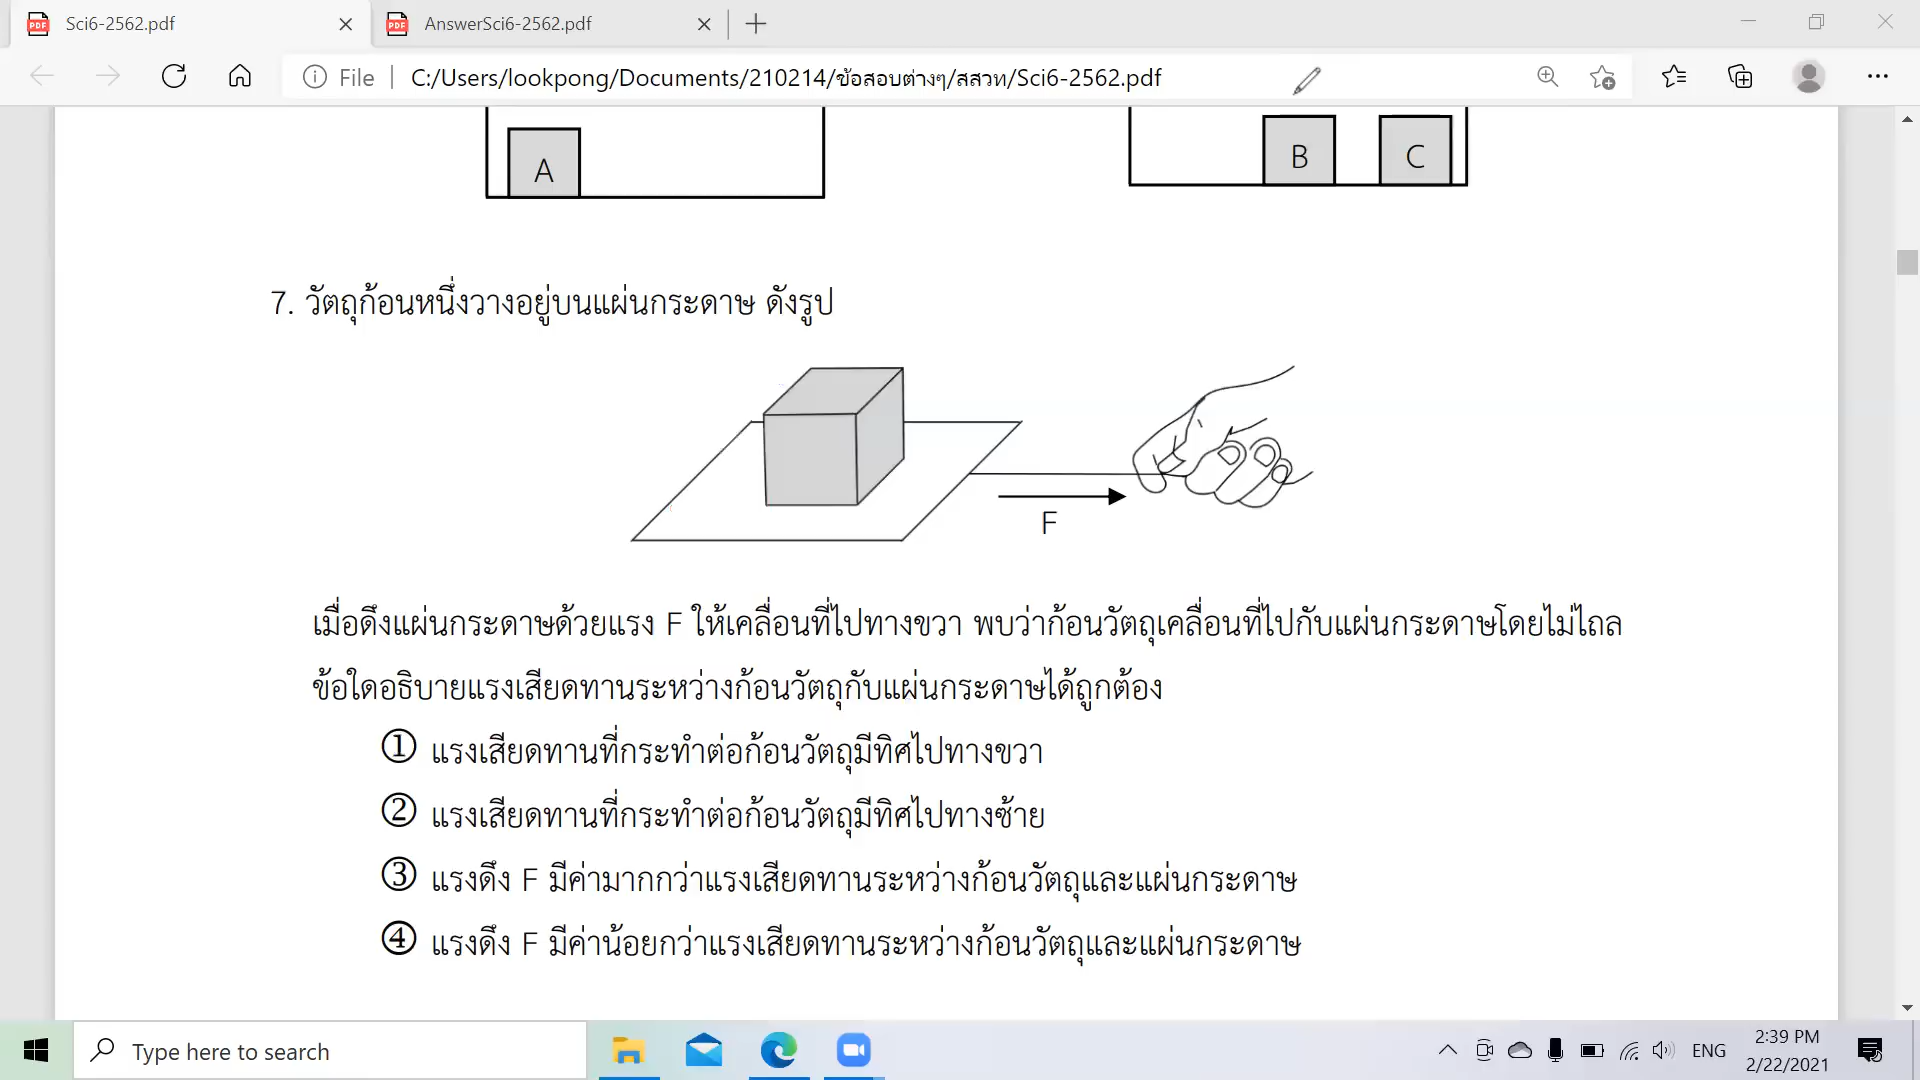 Sci6-2562.pdf
AnswerSci6-2562.pdf
File
C:/Users/lookpong/Documents/210214/ข้อสอบต่างๆ/สสวท/Sci6-2562.pdf
A
B
C
7. วัตถุก้อนหนึ่งวางอยู่บนแผ่นกระดาษ ดังรูป
F
เมื่อดึงแผ่นกระดาษด้วยแรง F ให้เคลื่อนที่ไปทางขวา พบว่าก้อนวัตถุเคลื่อนที่ไปกับแผ่นกระดาษโดยไม่ไถล
ข้อใดอธิบายแรงเสียดทานระหว่างก้อนวัตถุกับแผ่นกระดาษได้ถูกต้อง
① แรงเสียดทานที่กระทำต่อก้อนวัตถุมีทิศไปทางขวา
② แรงเสียดทานที่กระทำต่อก้อนวัตถุมีทิศไปทางซ้าย
③ แรงดึง F มีค่ามากกว่าแรงเสียดทานระหว่างก้อนวัตถุและแผ่นกระดาษ
④ แรงดึง F มีค่าน้อยกว่าแรงเสียดทานระหว่างก้อนวัตถุและแผ่นกระดาษ
Type here to search
ENG
2:39 PM
2/22/2021